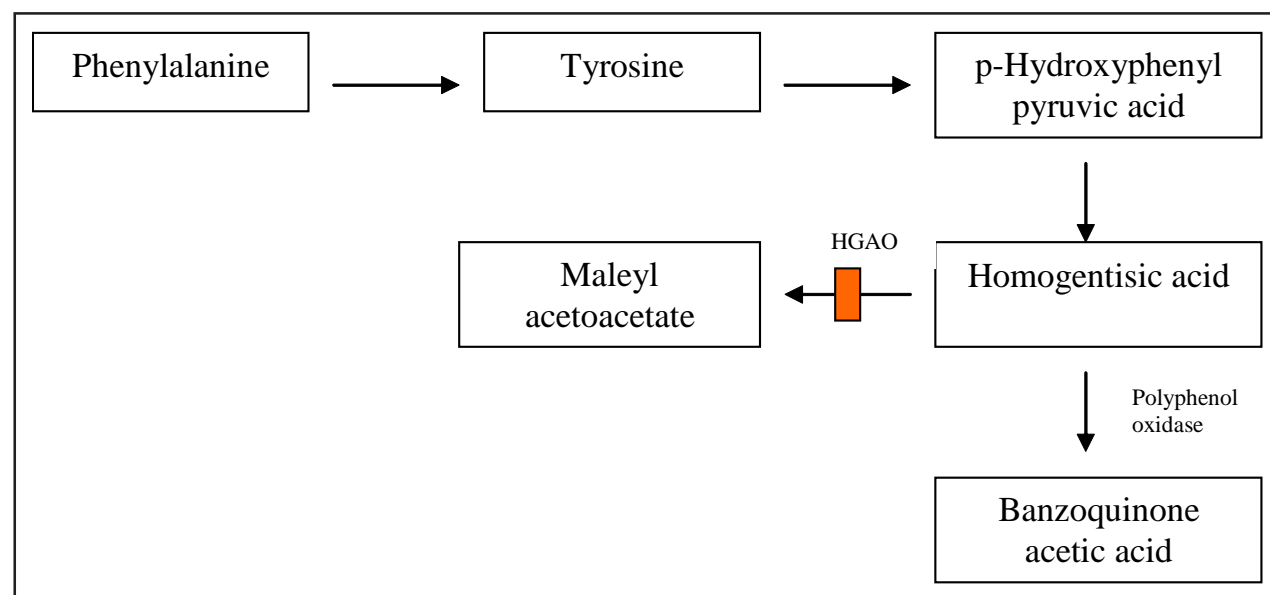 Phenylalanine
Tyrosine
p-Hydroxyphenyl
pyruvic acid
HGAO
Maleyl
acetoacetate
Homogentisic acid
Polyphenol
oxidase
Banzoquinone
acetic acid